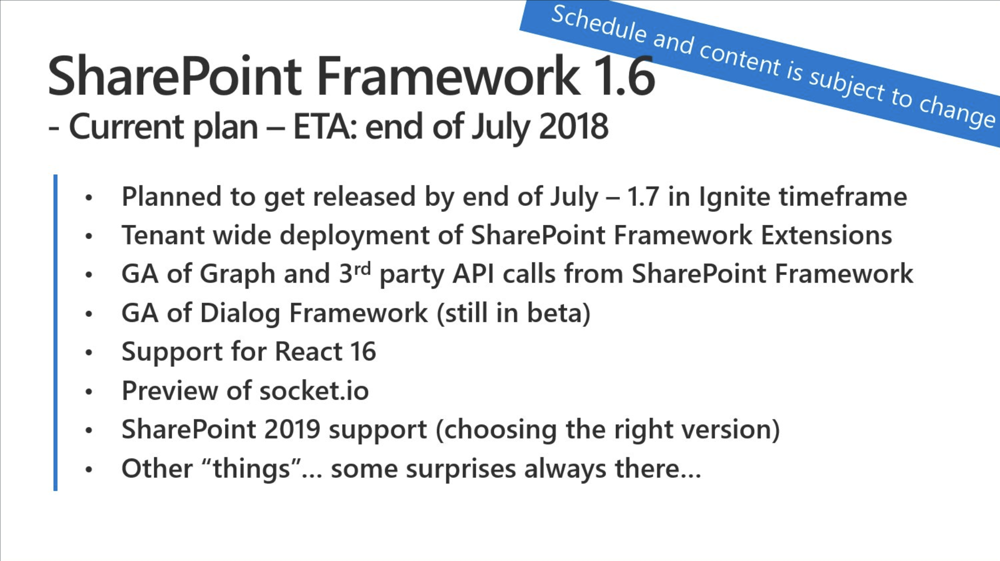 Schedule and content is subject to change
SharePoint Framework 1.6
- Current plan – ETA: end of July 2018
• Planned to get released by end of July – 1.7 in Ignite timeframe
• Tenant wide deployment of SharePoint Framework Extensions
• GA of Graph and 3rd party API calls from SharePoint Framework
• GA of Dialog Framework (still in beta)
• Support for React 16
• Preview of socket.io
• SharePoint 2019 support (choosing the right version)
• Other “things”... some surprises always there...